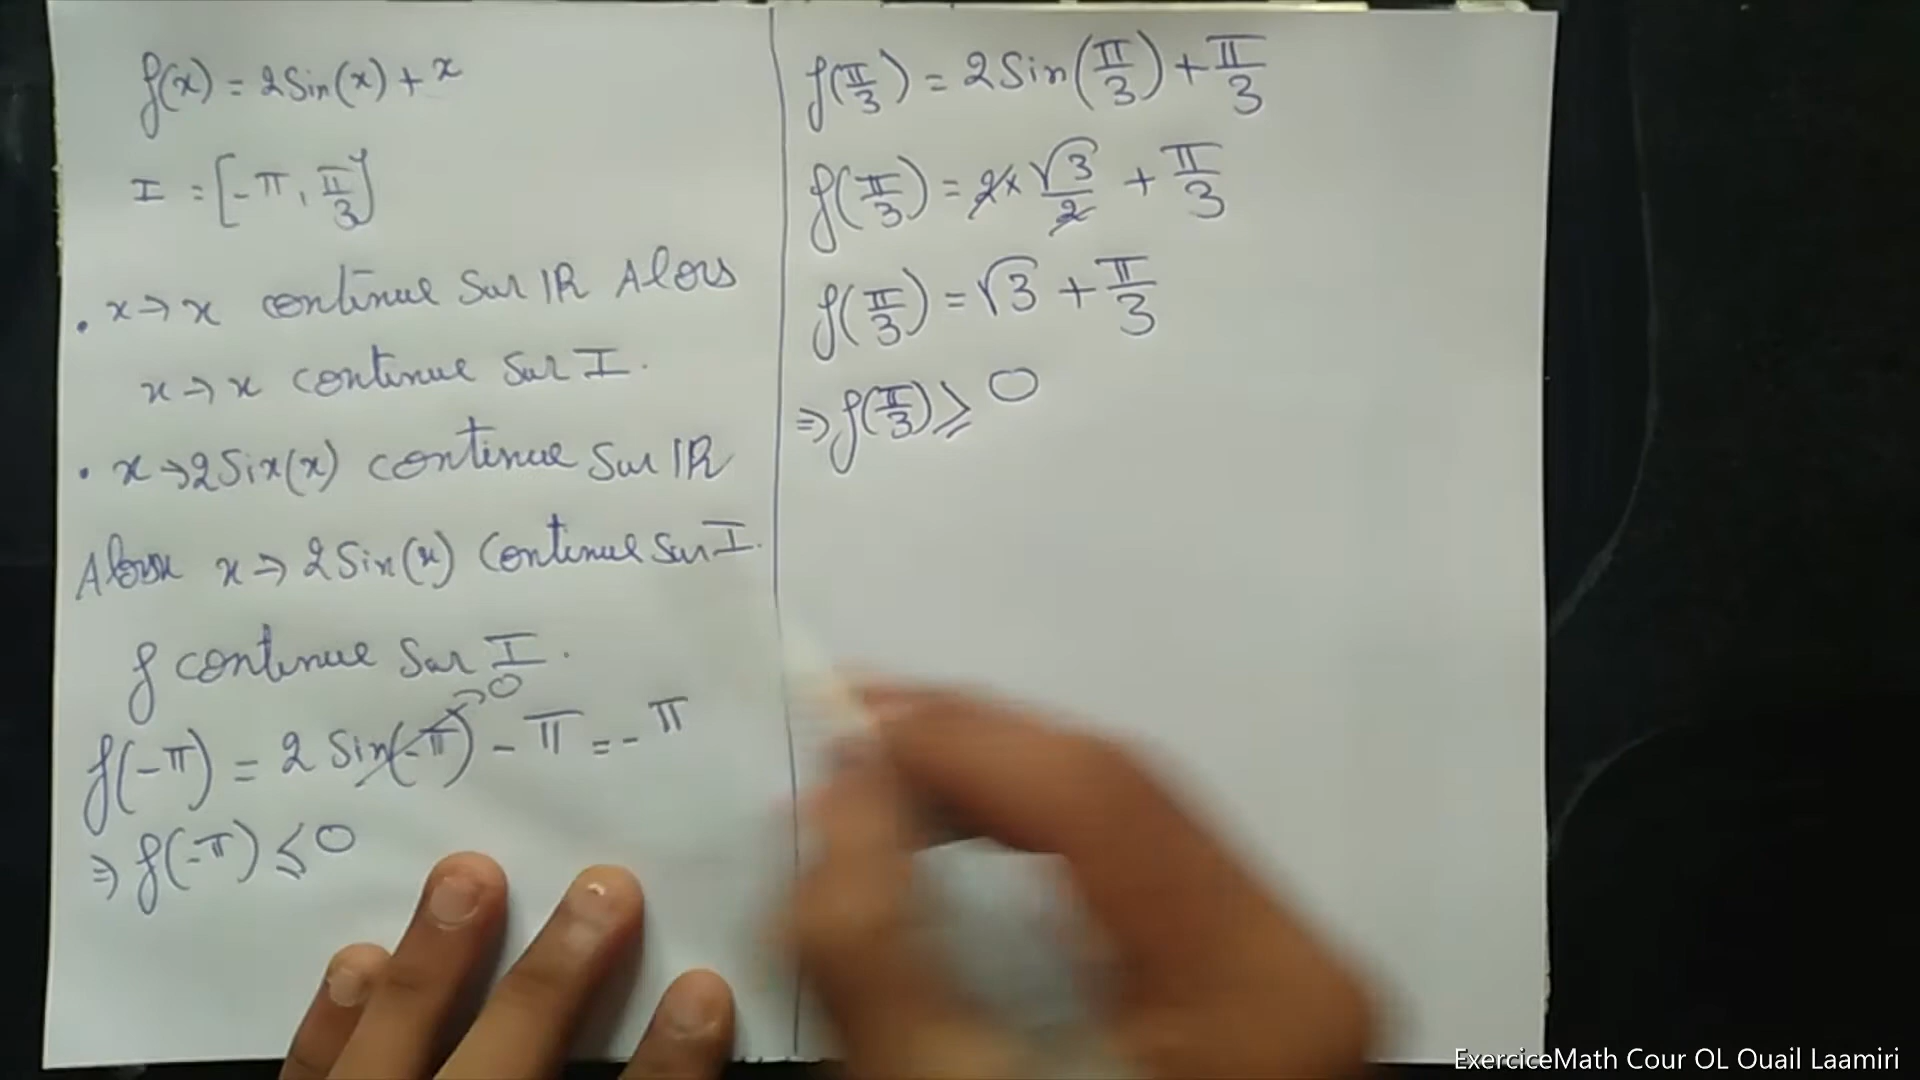 f(x) = 2Sin(x) + x
I = [-π, π/3]
. x → x continue Sur IR Alors
x → x continue Sur I.
. x → 2Six(x) continue Sur IR
Alors x → 2Sin(x) Continue Sur I.
f continue Sur I.
f(-π) = 2 Sin(-π) → 0 - π = - π
⇒ f(-π) ≤ 0
f(π/3) = 2Sin(π/3) + π/3
f(π/3) = 2 × √3/2 + π/3
f(π/3) = √3 + π/3
⇒ f(π/3) ≥ 0
ExerciceMath Cour OL Ouail Laamiri